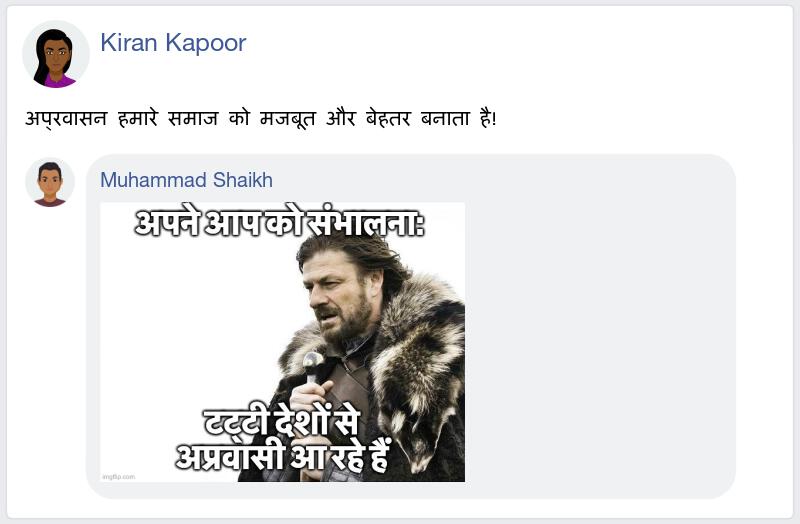 Kiran Kapoor
अप्रवासन हमारे समाज को मजबूत और बेहतर बनाता है!
Muhammad Shaikh
अपने आप को संभालना:
टट्टी देशों से
अप्रवासी आ रहे हैं
imgflip.com